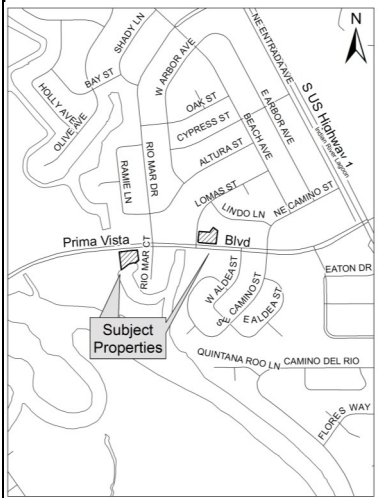 N
SHADY LN
W ARBOR AVE
NE ENTRADA AVE
S US Highway 1
Indian River Lagoon
BAY ST
HOLLY AVE
OLIVE AVE
OAK ST
E ARBOR AVE
CYPRESS ST
BEACH AVE
ALTURA ST
RIO MAR DR
RAMIE LN
LOMAS ST
LINDO LN
NE CAMINO ST
Prima Vista Blvd
RIO MAR CT
W ALDEA ST
EATON DR
SE CAMINO ST
E ALDEA ST
Subject
Properties
QUINTANA ROO LN
CAMINO DEL RIO
FLORES WAY